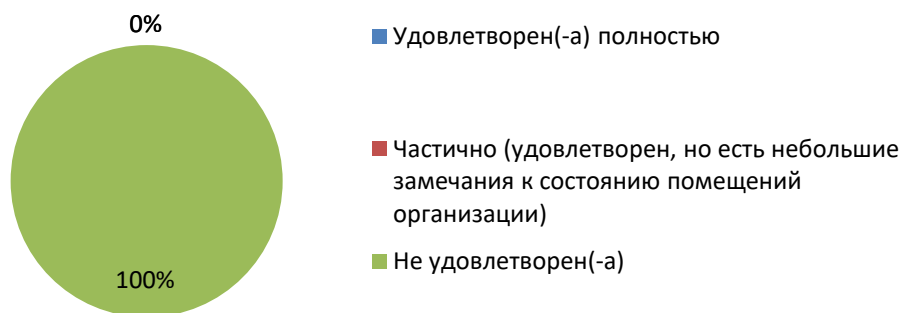 0%
100%
Удовлетворен(-а) полностью
Частично (удовлетворен, но есть небольшие
замечания к состоянию помещений
организации)
Не удовлетворен(-а)